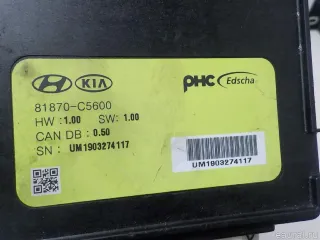 KIA PHC Edscha
81870-C5600
HW :1.00 SW: 1.00
CAN DB : 0.50
SN : UM1903274117
UM1903274117